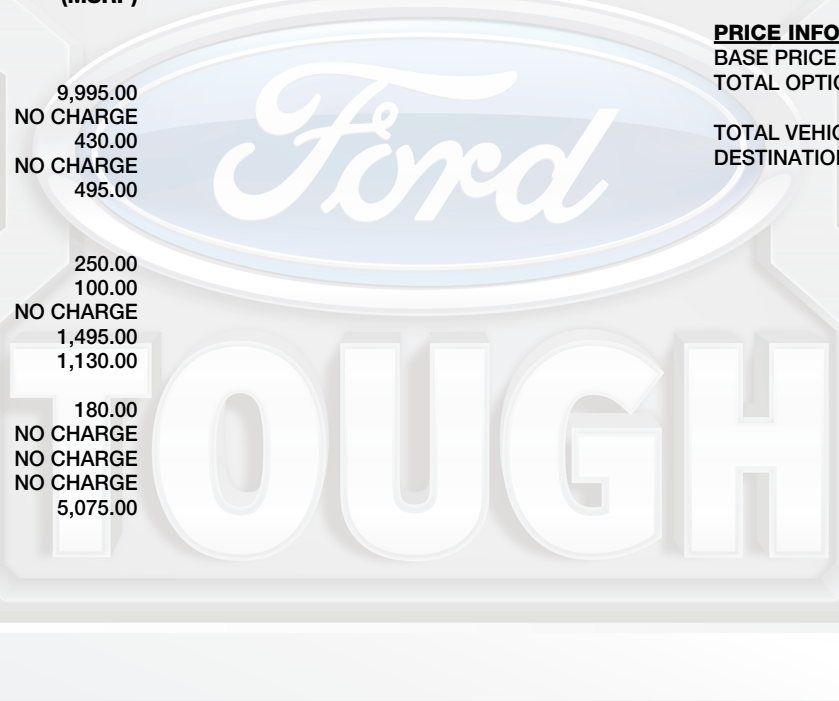 (MSRP)
9,995.00
NO CHARGE
430.00
NO CHARGE
495.00
250.00
100.00
NO CHARGE
1,495.00
1,130.00
180.00
NO CHARGE
NO CHARGE
NO CHARGE
5,075.00
PRICE INFO
BASE PRICE
TOTAL OPTIO
TOTAL VEHIC
DESTINATION
Ford
TOUGH